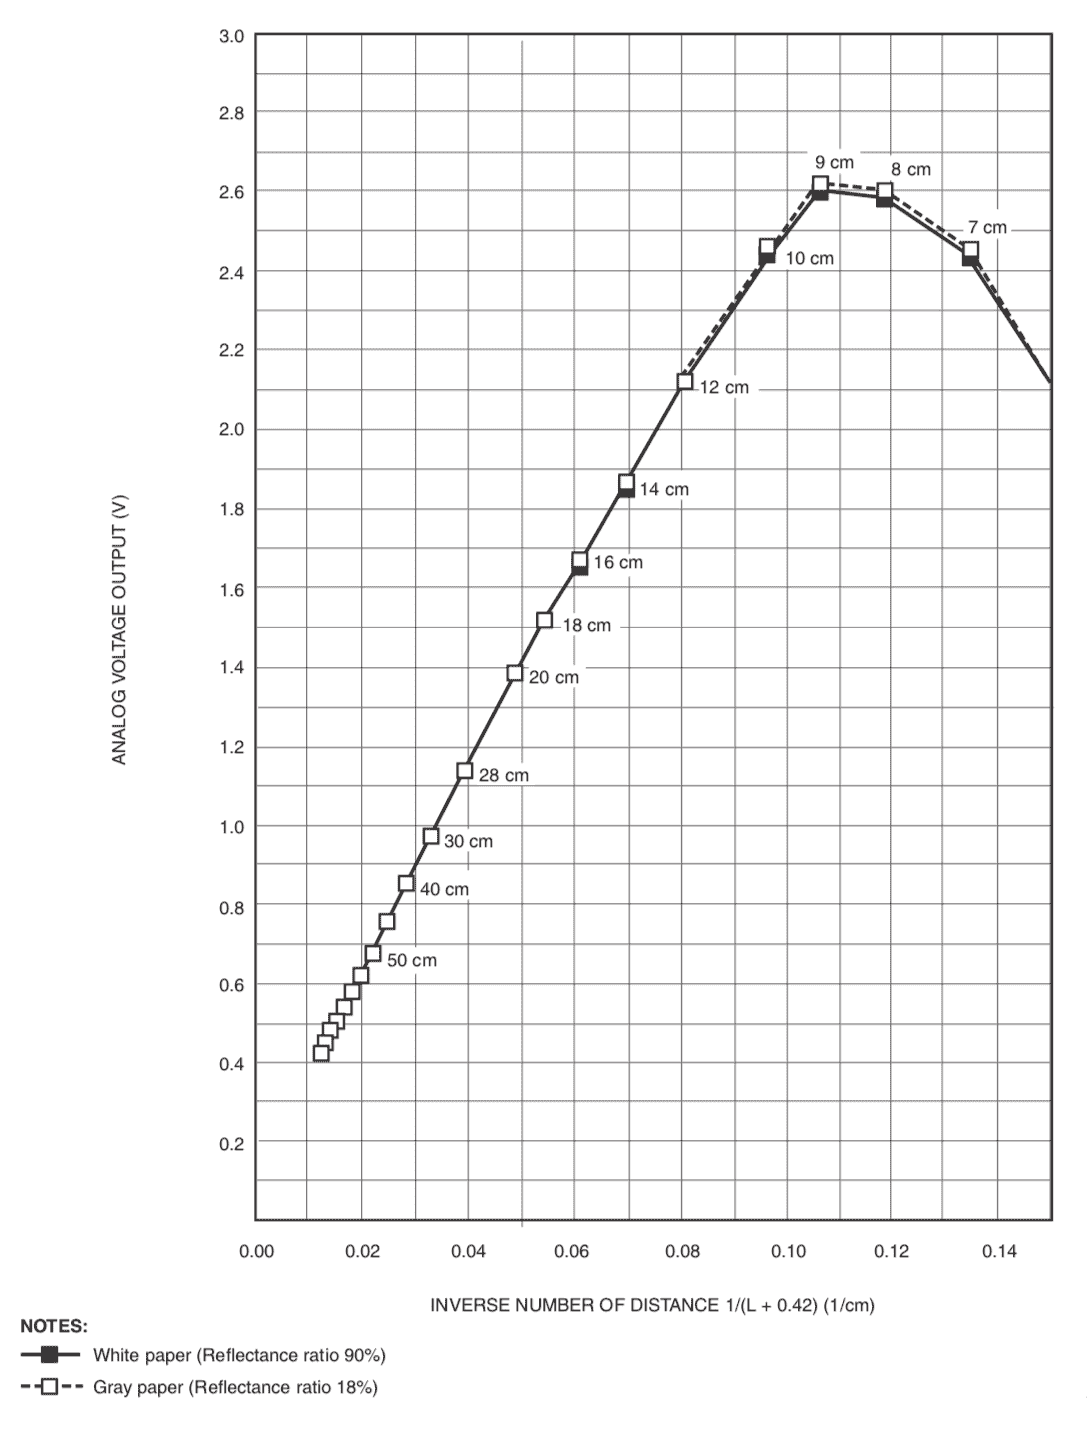 3.0
2.8
9 cm
8 cm
2.6
7 cm
10 cm
2.4
2.2
12 cm
2.0
14 cm
1.8
16 cm
1.6
18 cm
1.4
20 cm
1.2
28 cm
1.0
30 cm
40 cm
0.8
50 cm
0.6
0.4
0.2
ANALOG VOLTAGE OUTPUT (V)
0.00 0.02 0.04 0.06 0.08 0.10 0.12 0.14
INVERSE NUMBER OF DISTANCE 1/(L + 0.42) (1/cm)
NOTES:
White paper (Reflectance ratio 90%)
Gray paper (Reflectance ratio 18%)